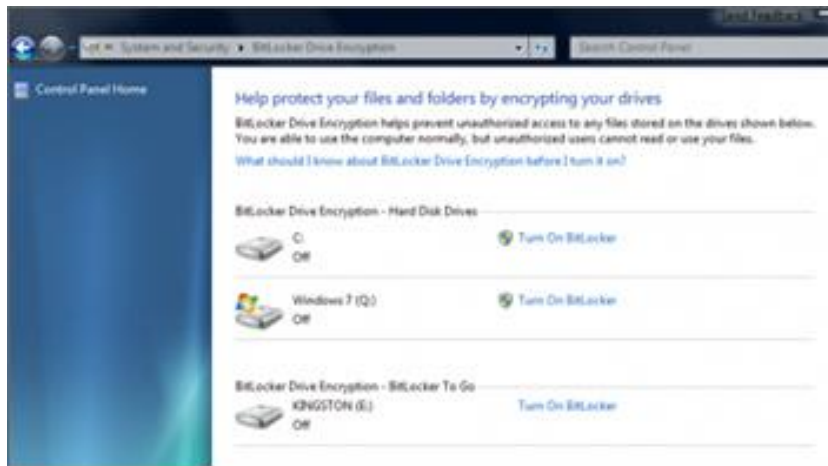 Send Feedback
System and Security ▸ BitLocker Drive Encryption
Search Control Panel
Control Panel Home
Help protect your files and folders by encrypting your drives
BitLocker Drive Encryption helps prevent unauthorized access to any files stored on the drives shown below.
You are able to use the computer normally, but unauthorized users cannot read or use your files.
What should I know about BitLocker Drive Encryption before I turn it on?
BitLocker Drive Encryption - Hard Disk Drives
C: Turn On BitLocker
Off
Windows 7 (Q:) Turn On BitLocker
Off
BitLocker Drive Encryption - BitLocker To Go
KINGSTON (E:) Turn On BitLocker
Off